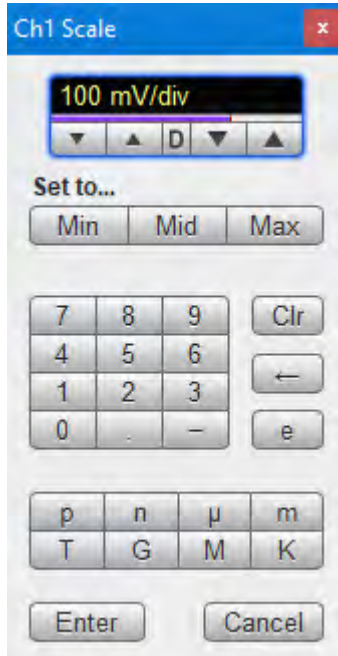 Ch1 Scale x
100 mV/div
▼ ▲ D ▼ ▲
Set to...
Min Mid Max
7 8 9 Clr
4 5 6 ←
1 2 3
0 . – e
p n µ m
T G M K
Enter Cancel